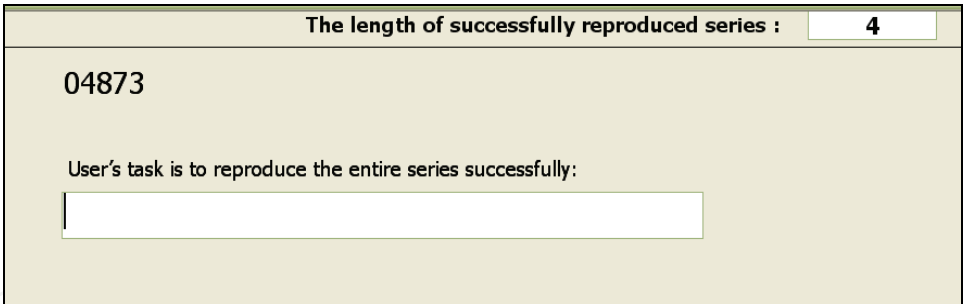 The length of successfully reproduced series : 4
04873
User's task is to reproduce the entire series successfully: